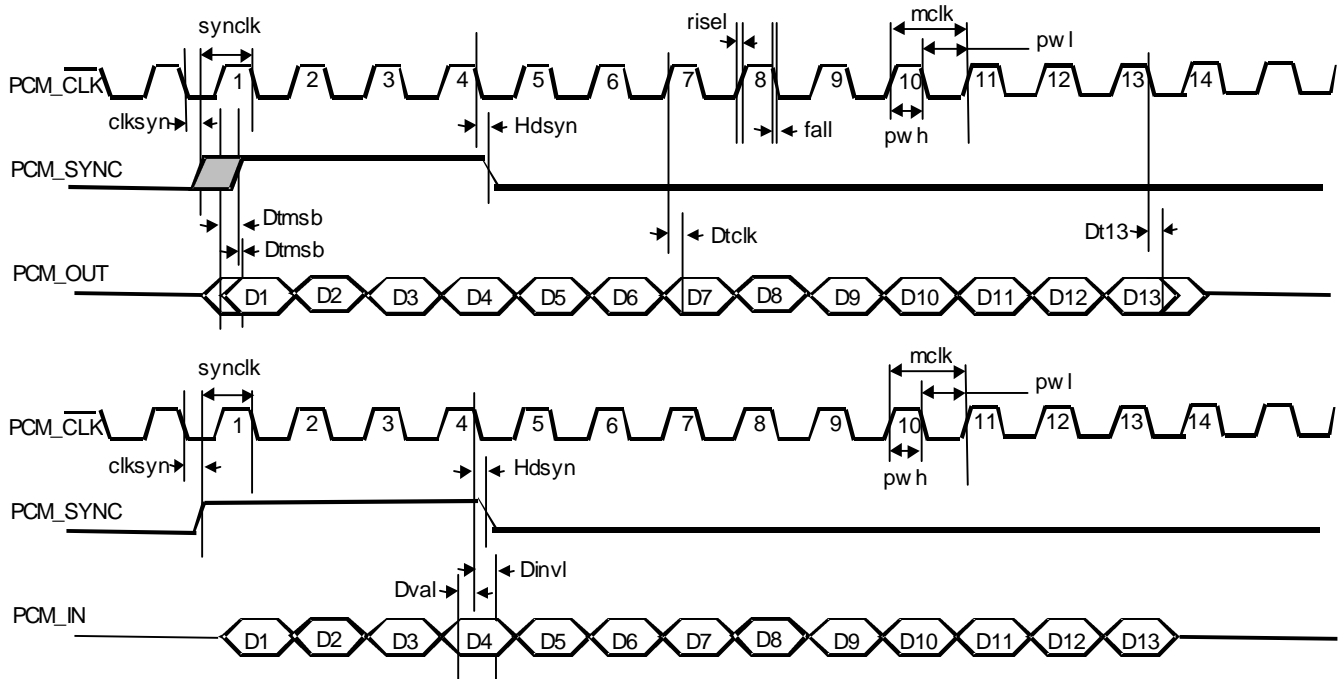 synclk risel mclk pwl
PCM_CLK 1 2 3 4 5 6 7 8 9 10 11 12 13 14
clksyn Hdsyn fall pwh
PCM_SYNC
Dtmsb Dtclk Dt13
Dtmsb
PCM_OUT D1 D2 D3 D4 D5 D6 D7 D8 D9 D10 D11 D12 D13
synclk mclk pwl
PCM_CLK 1 2 3 4 5 6 7 8 9 10 11 12 13 14
clksyn Hdsyn pwh
PCM_SYNC
Dval Dinvl
PCM_IN D1 D2 D3 D4 D5 D6 D7 D8 D9 D10 D11 D12 D13